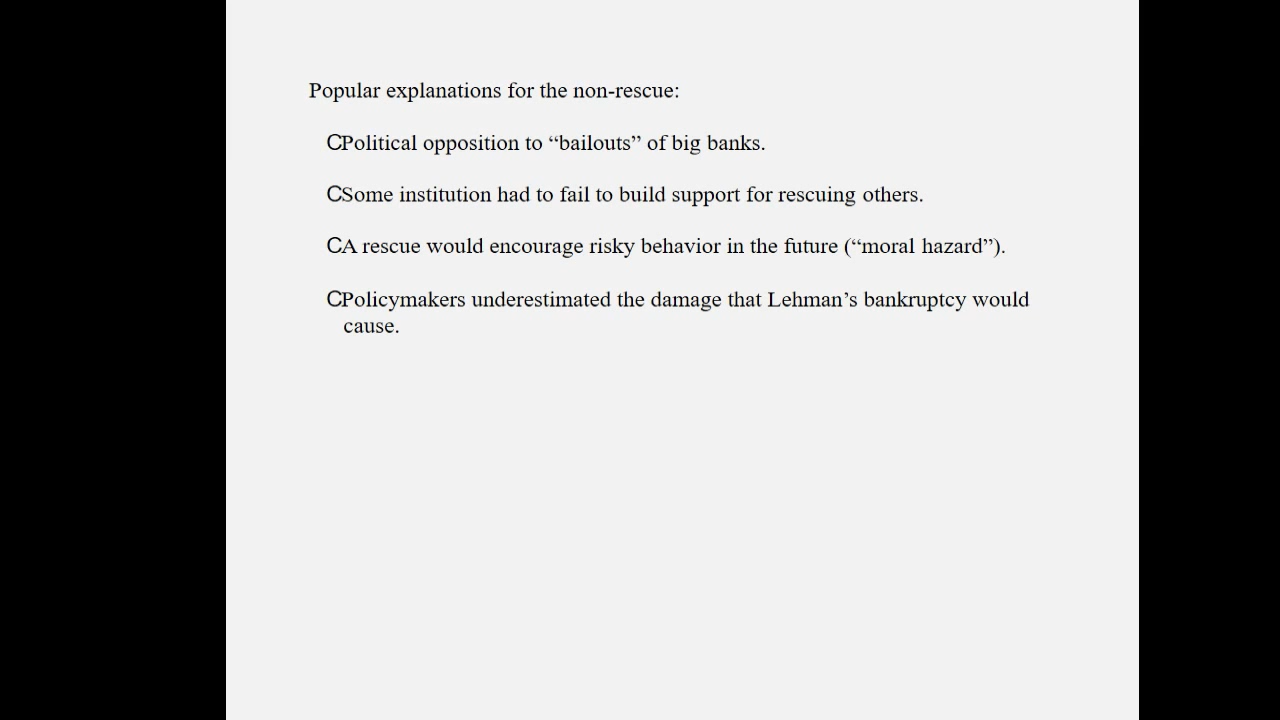 Popular explanations for the non-rescue:
CPolitical opposition to “bailouts” of big banks.
CSome institution had to fail to build support for rescuing others.
CA rescue would encourage risky behavior in the future (“moral hazard”).
CPolicymakers underestimated the damage that Lehman’s bankruptcy would
cause.